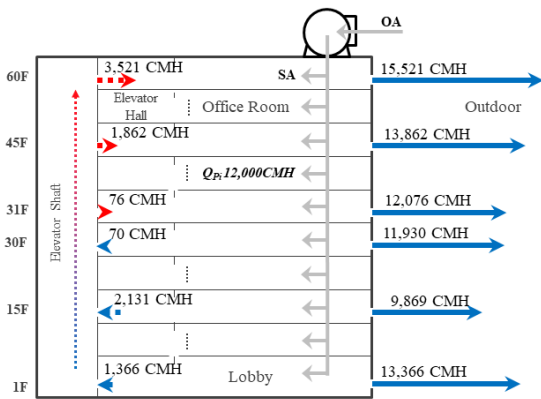 OA
3,521 CMH
60F
SA
15,521 CMH
Elevator
Hall
Office Room
Outdoor
1,862 CMH
45F
13,862 CMH
Q_Pi 12,000CMH
Elevator Shaft
76 CMH
31F
12,076 CMH
70 CMH
30F
11,930 CMH
2,131 CMH
15F
9,869 CMH
1,366 CMH
Lobby
13,366 CMH
1F